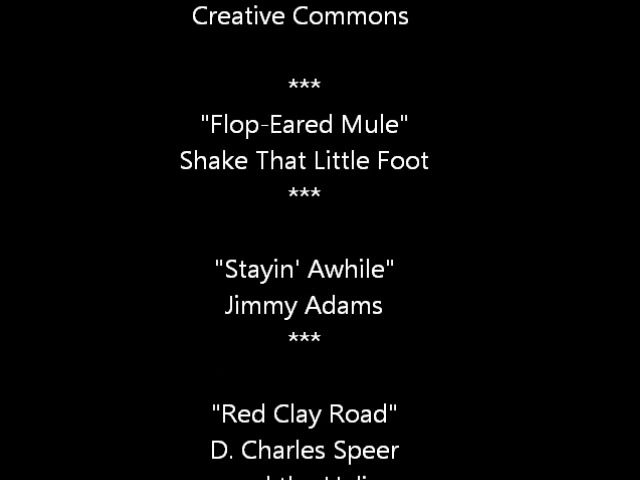 Creative Commons
***
"Flop-Eared Mule"
Shake That Little Foot
***
"Stayin' Awhile"
Jimmy Adams
***
"Red Clay Road"
D. Charles Speer